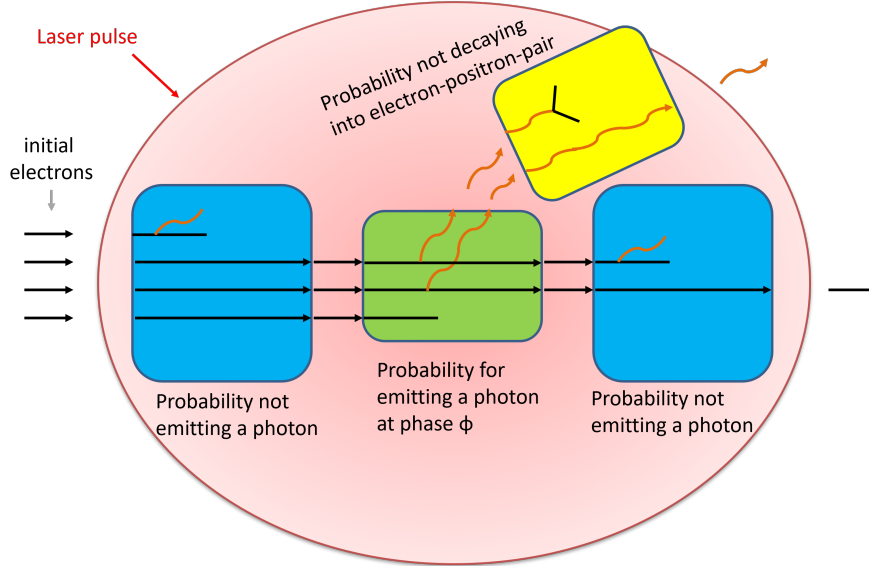 Laser pulse
Probability not decaying
into electron-positron-pair
initial
electrons
Probability not
emitting a photon
Probability for
emitting a photon
at phase ϕ
Probability not
emitting a photon